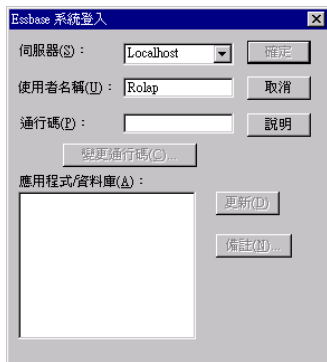 Essbase 系統登入
伺服器(S)： Localhost 確定
使用者名稱(U)： Rolap 取消
通行碼(P)： 說明
變更通行碼(C)...
應用程式/資料庫(A)：
更新(D)
備註(N)...